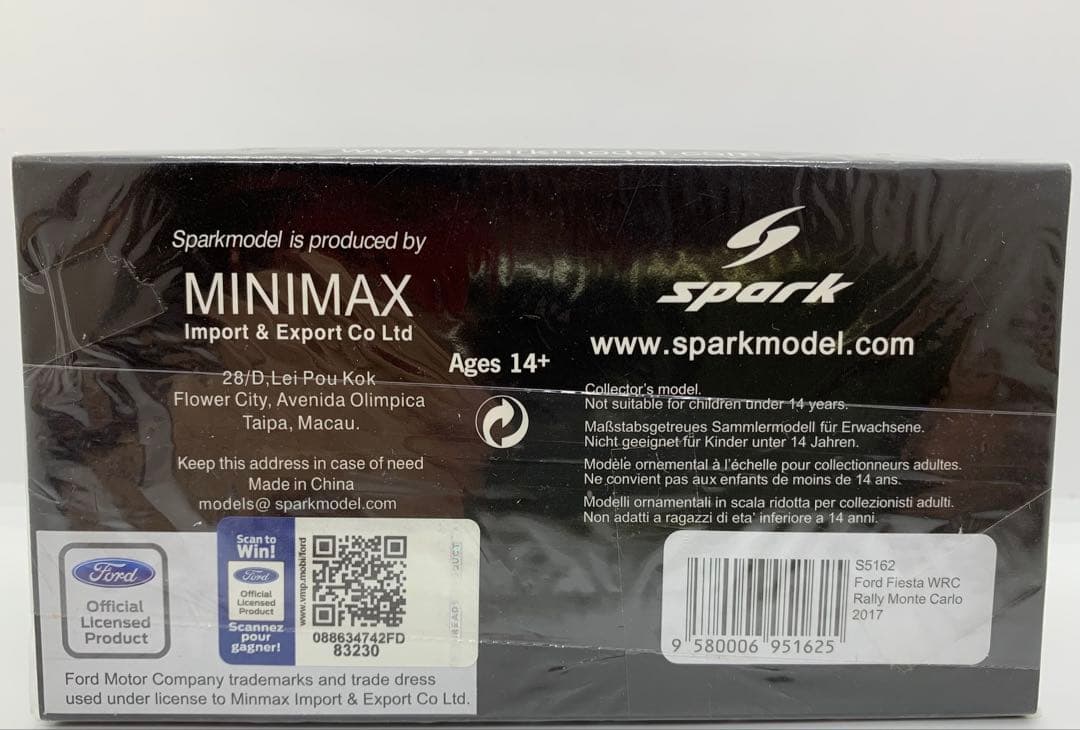 www.sparkmodel.com
Sparkmodel is produced by
MINIMAX
Import & Export Co Ltd
28/D,Lei Pou Kok
Flower City, Avenida Olimpica
Taipa, Macau.
Keep this address in case of need
Made in China
models@ sparkmodel.com
Ages 14+
spark
www.sparkmodel.com
Collector's model.
Not suitable for children under 14 years.
Maßstabsgetreues Sammlermodell für Erwachsene.
Nicht geeignet für Kinder unter 14 Jahren.
Modèle ornemental à l'échelle pour collectionneurs adultes.
Ne convient pas aux enfants de moins de 14 ans.
Modelli ornamentali in scala ridotta per collezionisti adulti.
Non adatti a ragazzi di eta' inferiore a 14 anni.
Ford
Official
Licensed
Product
Scan to
Win!
Ford
Official
Licensed
Product
Scannez
pour
gagner!
www.vmp.mobi/ford
088634742FD
83230
Ford Motor Company trademarks and trade dress
used under license to Minmax Import & Export Co Ltd.
S5162
Ford Fiesta WRC
Rally Monte Carlo
2017
9 580006 951625